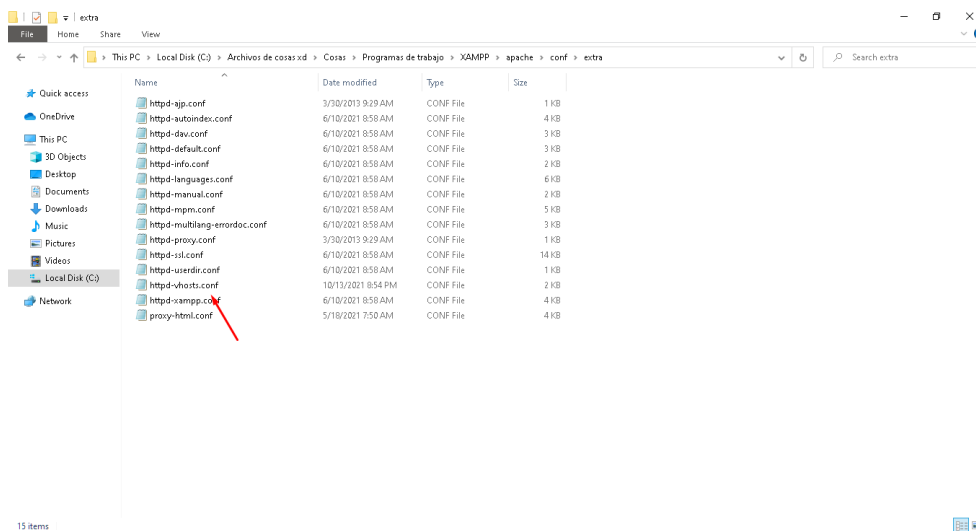 extra
File Home Share View
This PC > Local Disk (C:) > Archivos de cosas xd > Cosas > Programas de trabajo > XAMPP > apache > conf > extra
Search extra
Name Date modified Type Size
Quick access
OneDrive
This PC
3D Objects
Desktop
Documents
Downloads
Music
Pictures
Videos
Local Disk (C:)
Network
httpd-ajp.conf 3/30/2013 9:29 AM CONF File 1 KB
httpd-autoindex.conf 6/10/2021 8:58 AM CONF File 4 KB
httpd-dav.conf 6/10/2021 8:58 AM CONF File 3 KB
httpd-default.conf 6/10/2021 8:58 AM CONF File 3 KB
httpd-info.conf 6/10/2021 8:58 AM CONF File 2 KB
httpd-languages.conf 6/10/2021 8:58 AM CONF File 6 KB
httpd-manual.conf 6/10/2021 8:58 AM CONF File 2 KB
httpd-mpm.conf 6/10/2021 8:58 AM CONF File 5 KB
httpd-multilang-errordoc.conf 6/10/2021 8:58 AM CONF File 3 KB
httpd-proxy.conf 3/30/2013 9:29 AM CONF File 1 KB
httpd-ssl.conf 6/10/2021 8:58 AM CONF File 14 KB
httpd-userdir.conf 6/10/2021 8:58 AM CONF File 1 KB
httpd-vhosts.conf 10/13/2021 8:54 PM CONF File 2 KB
httpd-xampp.conf 6/10/2021 8:58 AM CONF File 4 KB
proxy-html.conf 5/18/2021 7:50 AM CONF File 4 KB
15 items